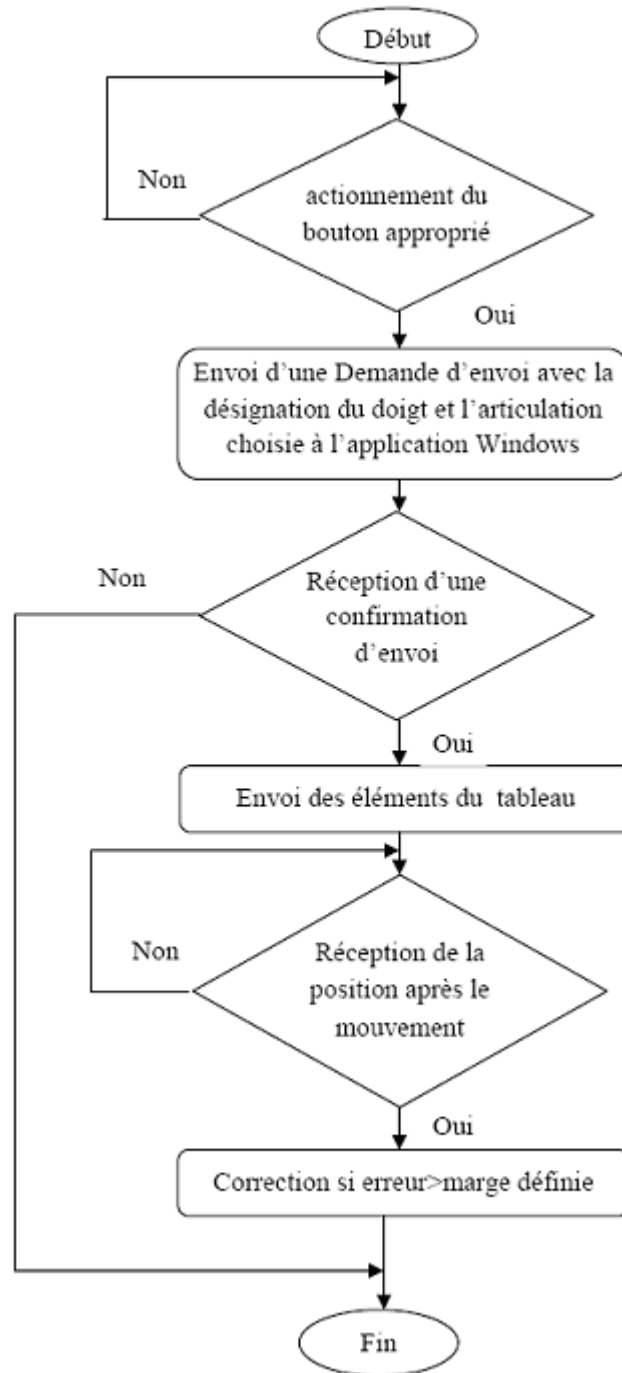 Début
Non
actionnement du
bouton approprié
Oui
Envoi d’une Demande d’envoi avec la
désignation du doigt et l’articulation
choisie à l’application Windows
Non
Réception d’une
confirmation
d’envoi
Oui
Envoi des éléments du tableau
Non
Réception de la
position après le
mouvement
Oui
Correction si erreur>marge définie
Fin